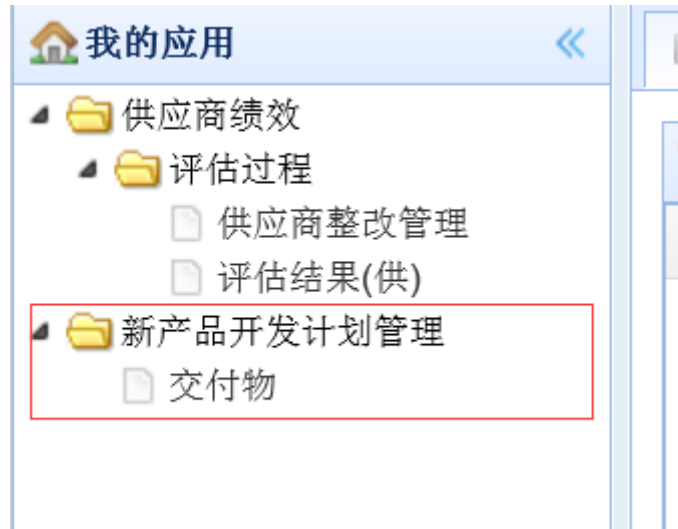 我的应用
供应商绩效
评估过程
供应商整改管理
评估结果(供)
新产品开发计划管理
交付物